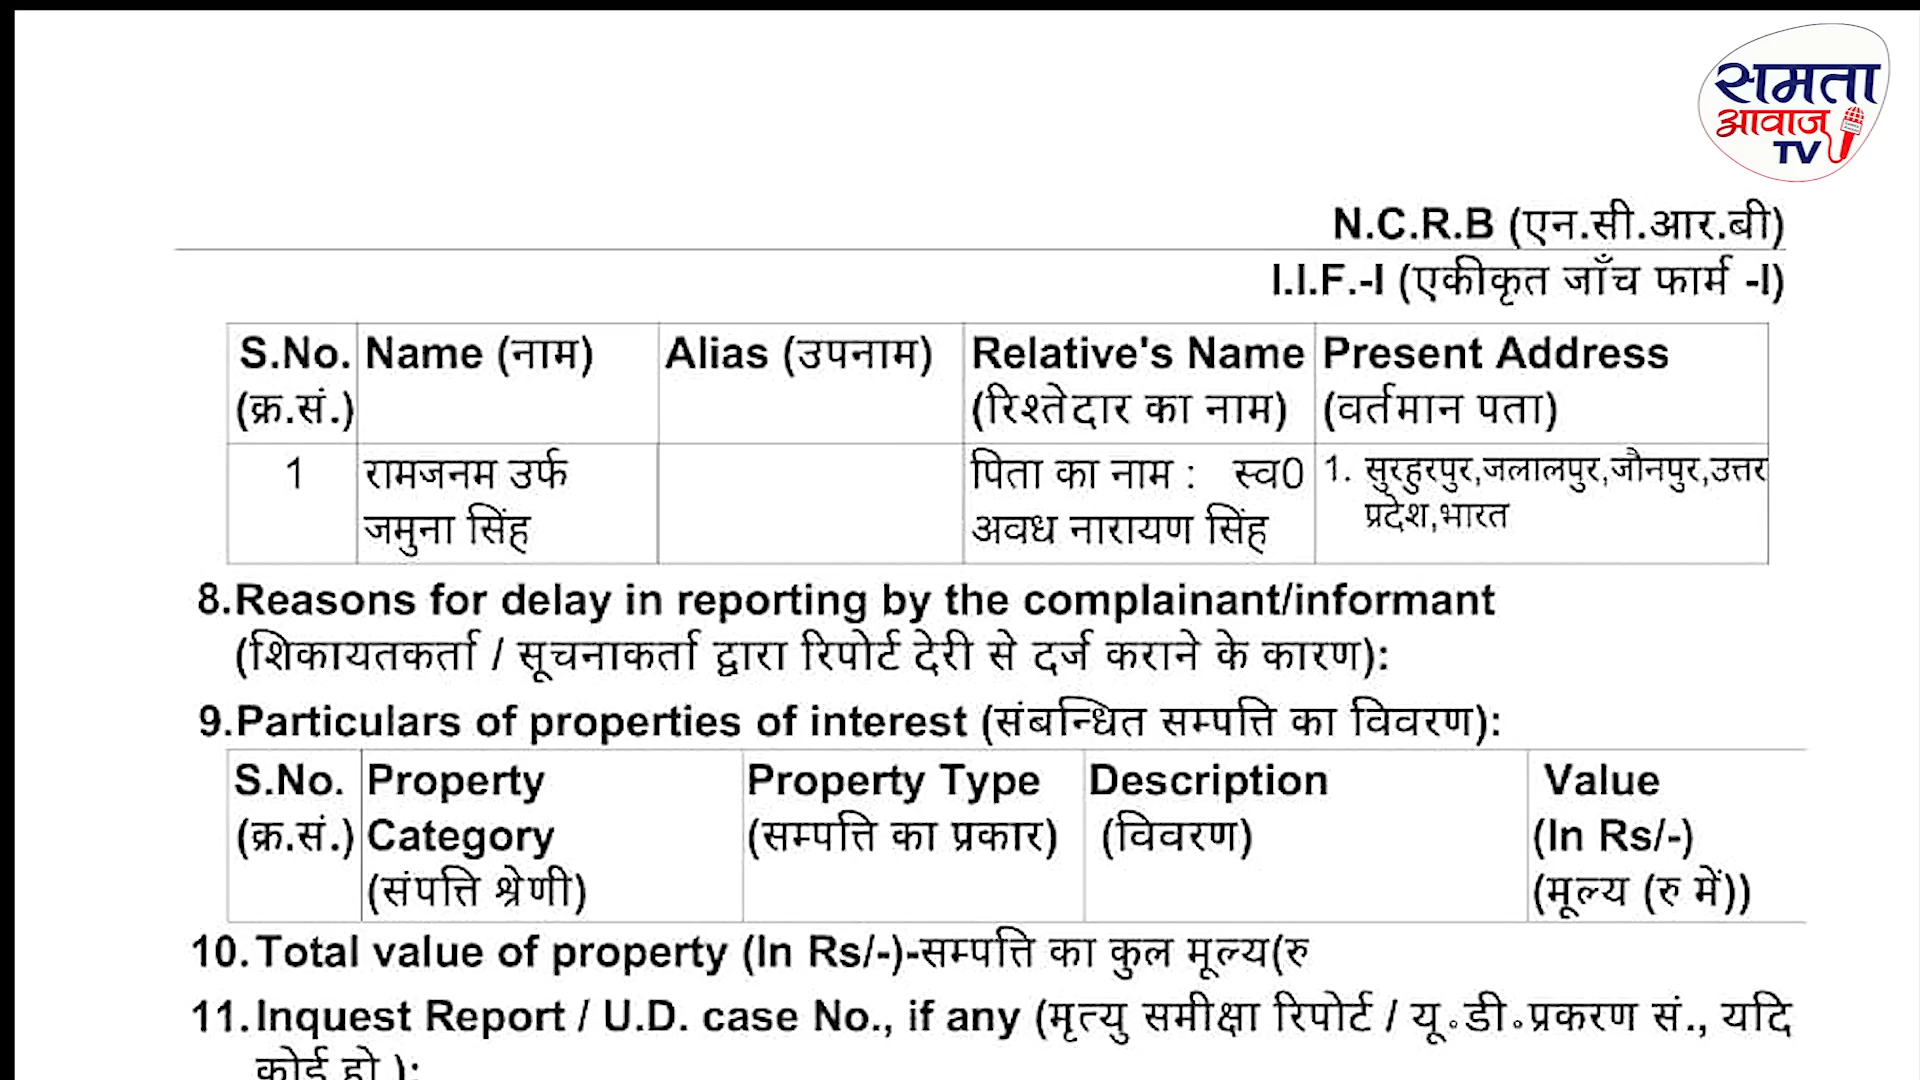 समता
आवाज
TV
N.C.R.B (एन.सी.आर.बी)
I.I.F.-I (एकीकृत जाँच फार्म -I)
S.No. Name (नाम) Alias (उपनाम) Relative's Name Present Address
(क्र.सं.) (रिश्तेदार का नाम) (वर्तमान पता)
1 रामजनम उर्फ पिता का नाम : स्व0 1. सुरहुरपुर,जलालपुर,जौनपुर,उत्तर
जमुना सिंह अवध नारायण सिंह प्रदेश,भारत
8.Reasons for delay in reporting by the complainant/informant
(शिकायतकर्ता / सूचनाकर्ता द्वारा रिपोर्ट देरी से दर्ज कराने के कारण):
9.Particulars of properties of interest (संबन्धित सम्पत्ति का विवरण):
S.No. Property Property Type Description Value
(क्र.सं.) Category (सम्पत्ति का प्रकार) (विवरण) (In Rs/-)
(संपत्ति श्रेणी) (मूल्य (रु में))
10.Total value of property (In Rs/-)-सम्पत्ति का कुल मूल्य(रु
11.Inquest Report / U.D. case No., if any (मृत्यु समीक्षा रिपोर्ट / यू॰डी॰प्रकरण सं., यदि
कोई हो ):